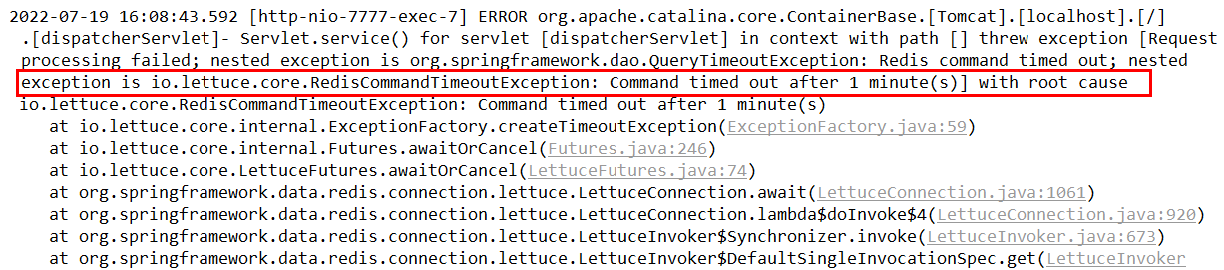 2022-07-19 16:08:43.592 [http-nio-7777-exec-7] ERROR org.apache.catalina.core.ContainerBase.[Tomcat].[localhost].[/]
.[dispatcherServlet]- Servlet.service() for servlet [dispatcherServlet] in context with path [] threw exception [Request
processing failed; nested exception is org.springframework.dao.QueryTimeoutException: Redis command timed out; nested
exception is io.lettuce.core.RedisCommandTimeoutException: Command timed out after 1 minute(s)] with root cause
io.lettuce.core.RedisCommandTimeoutException: Command timed out after 1 minute(s)
at io.lettuce.core.internal.ExceptionFactory.createTimeoutException(ExceptionFactory.java:59)
at io.lettuce.core.internal.Futures.awaitOrCancel(Futures.java:246)
at io.lettuce.core.LettuceFutures.awaitOrCancel(LettuceFutures.java:74)
at org.springframework.data.redis.connection.lettuce.LettuceConnection.await(LettuceConnection.java:1061)
at org.springframework.data.redis.connection.lettuce.LettuceConnection.lambda$doInvoke$4(LettuceConnection.java:920)
at org.springframework.data.redis.connection.lettuce.LettuceInvoker$Synchronizer.invoke(LettuceInvoker.java:673)
at org.springframework.data.redis.connection.lettuce.LettuceInvoker$DefaultSingleInvocationSpec.get(LettuceInvoker